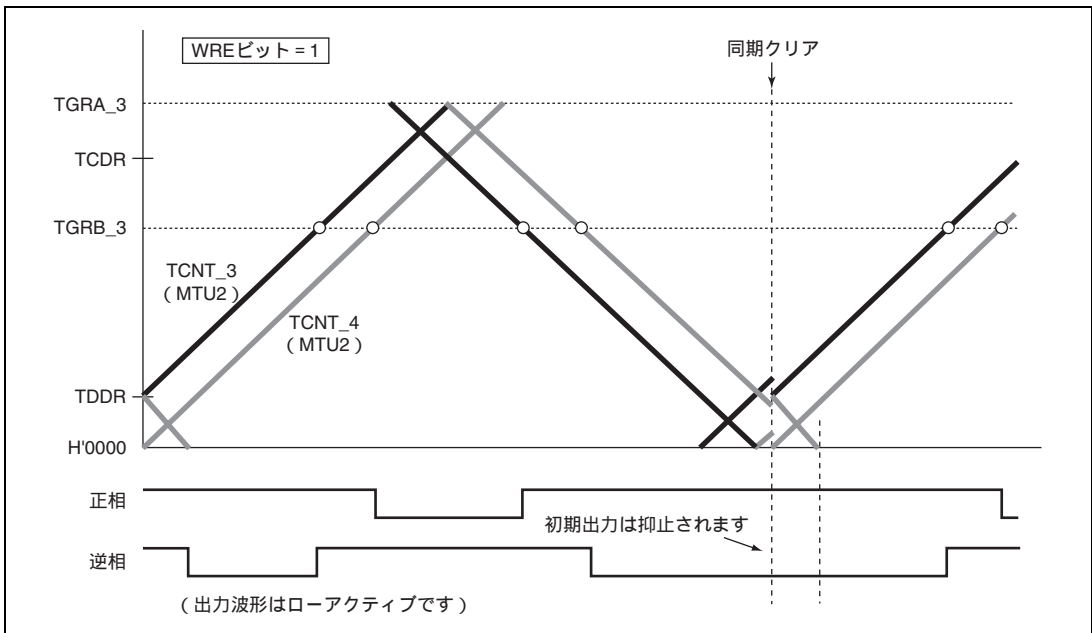 WREビット = 1
同期クリア
TGRA_3
TCDR
TGRB_3
TCNT_3
（MTU2）
TCNT_4
（MTU2）
TDDR
H'0000
正相
初期出力は抑止されます
逆相
（出力波形はローアクティブです）